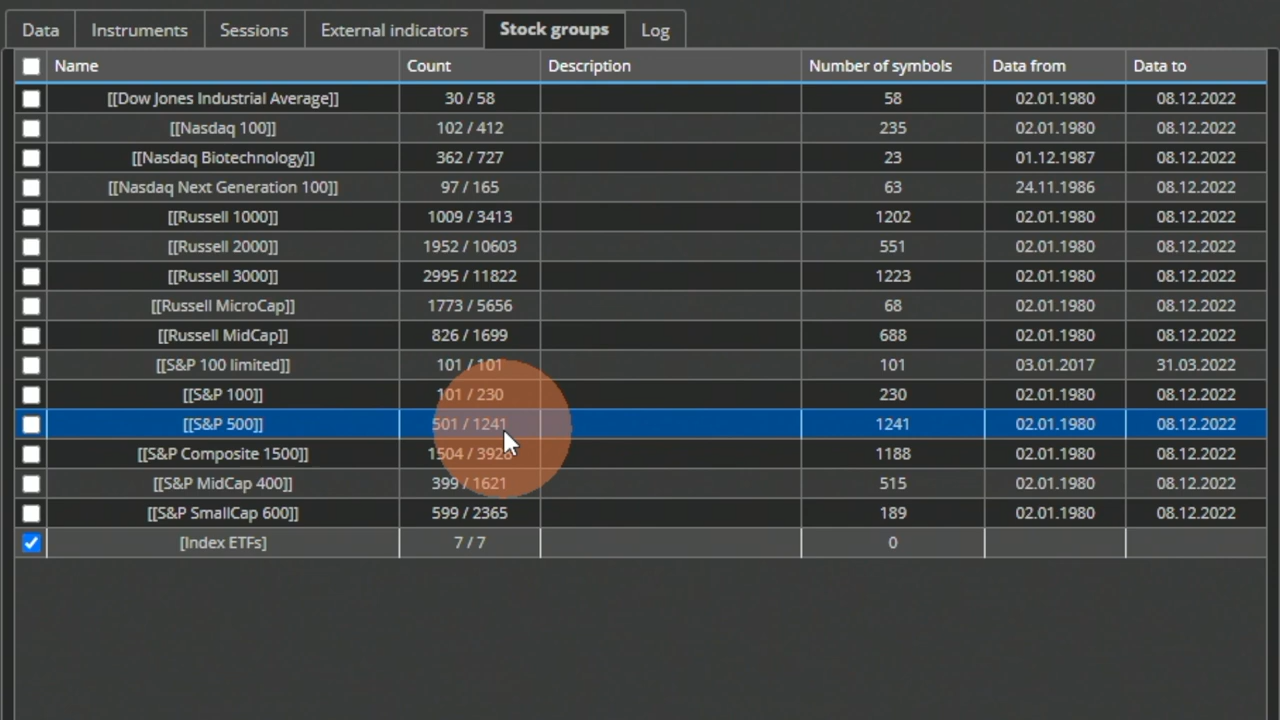 Data Instruments Sessions External indicators Stock groups Log
Name Count Description Number of symbols Data from Data to
[[Dow Jones Industrial Average]] 30 / 58 58 02.01.1980 08.12.2022
[[Nasdaq 100]] 102 / 412 235 02.01.1980 08.12.2022
[[Nasdaq Biotechnology]] 362 / 727 23 01.12.1987 08.12.2022
[[Nasdaq Next Generation 100]] 97 / 165 63 24.11.1986 08.12.2022
[[Russell 1000]] 1009 / 3413 1202 02.01.1980 08.12.2022
[[Russell 2000]] 1952 / 10603 551 02.01.1980 08.12.2022
[[Russell 3000]] 2995 / 11822 1223 02.01.1980 08.12.2022
[[Russell MicroCap]] 1773 / 5656 68 02.01.1980 08.12.2022
[[Russell MidCap]] 826 / 1699 688 02.01.1980 08.12.2022
[[S&P 100 limited]] 101 / 101 101 03.01.2017 31.03.2022
[[S&P 100]] 101 / 230 230 02.01.1980 08.12.2022
[[S&P 500]] 501 / 1241 1241 02.01.1980 08.12.2022
[[S&P Composite 1500]] 1504 / 1188 02.01.1980 08.12.2022
[[S&P MidCap 400]] 399 / 1621 515 02.01.1980 08.12.2022
[[S&P SmallCap 600]] 599 / 2365 189 02.01.1980 08.12.2022
[Index ETFs] 7 / 7 0